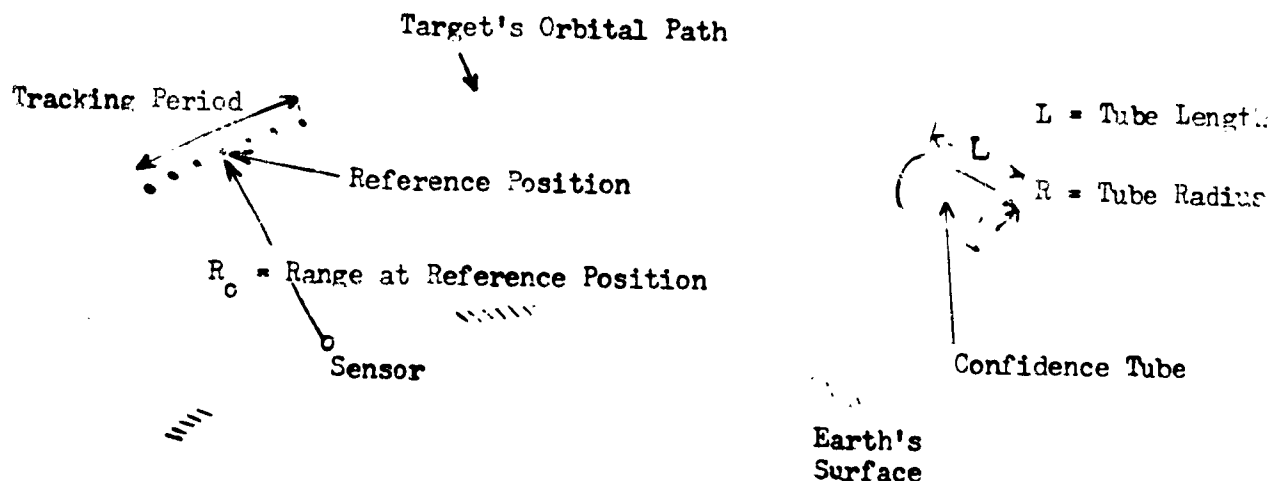 Target's Orbital Path
Tracking Period
L = Tube Length
L
Reference Position
R = Tube Radius
R_o = Range at Reference Position
Sensor
Confidence Tube
Earth's
Surface